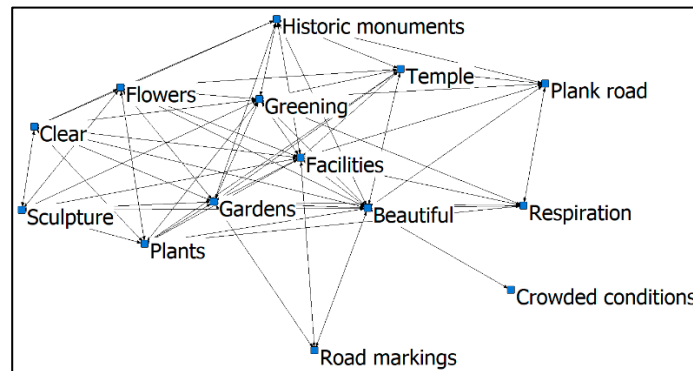 Historic monuments
Temple
Plank road
Flowers
Greening
Clear
Facilities
Sculpture
Gardens
Beautiful
Respiration
Plants
Crowded conditions
Road markings